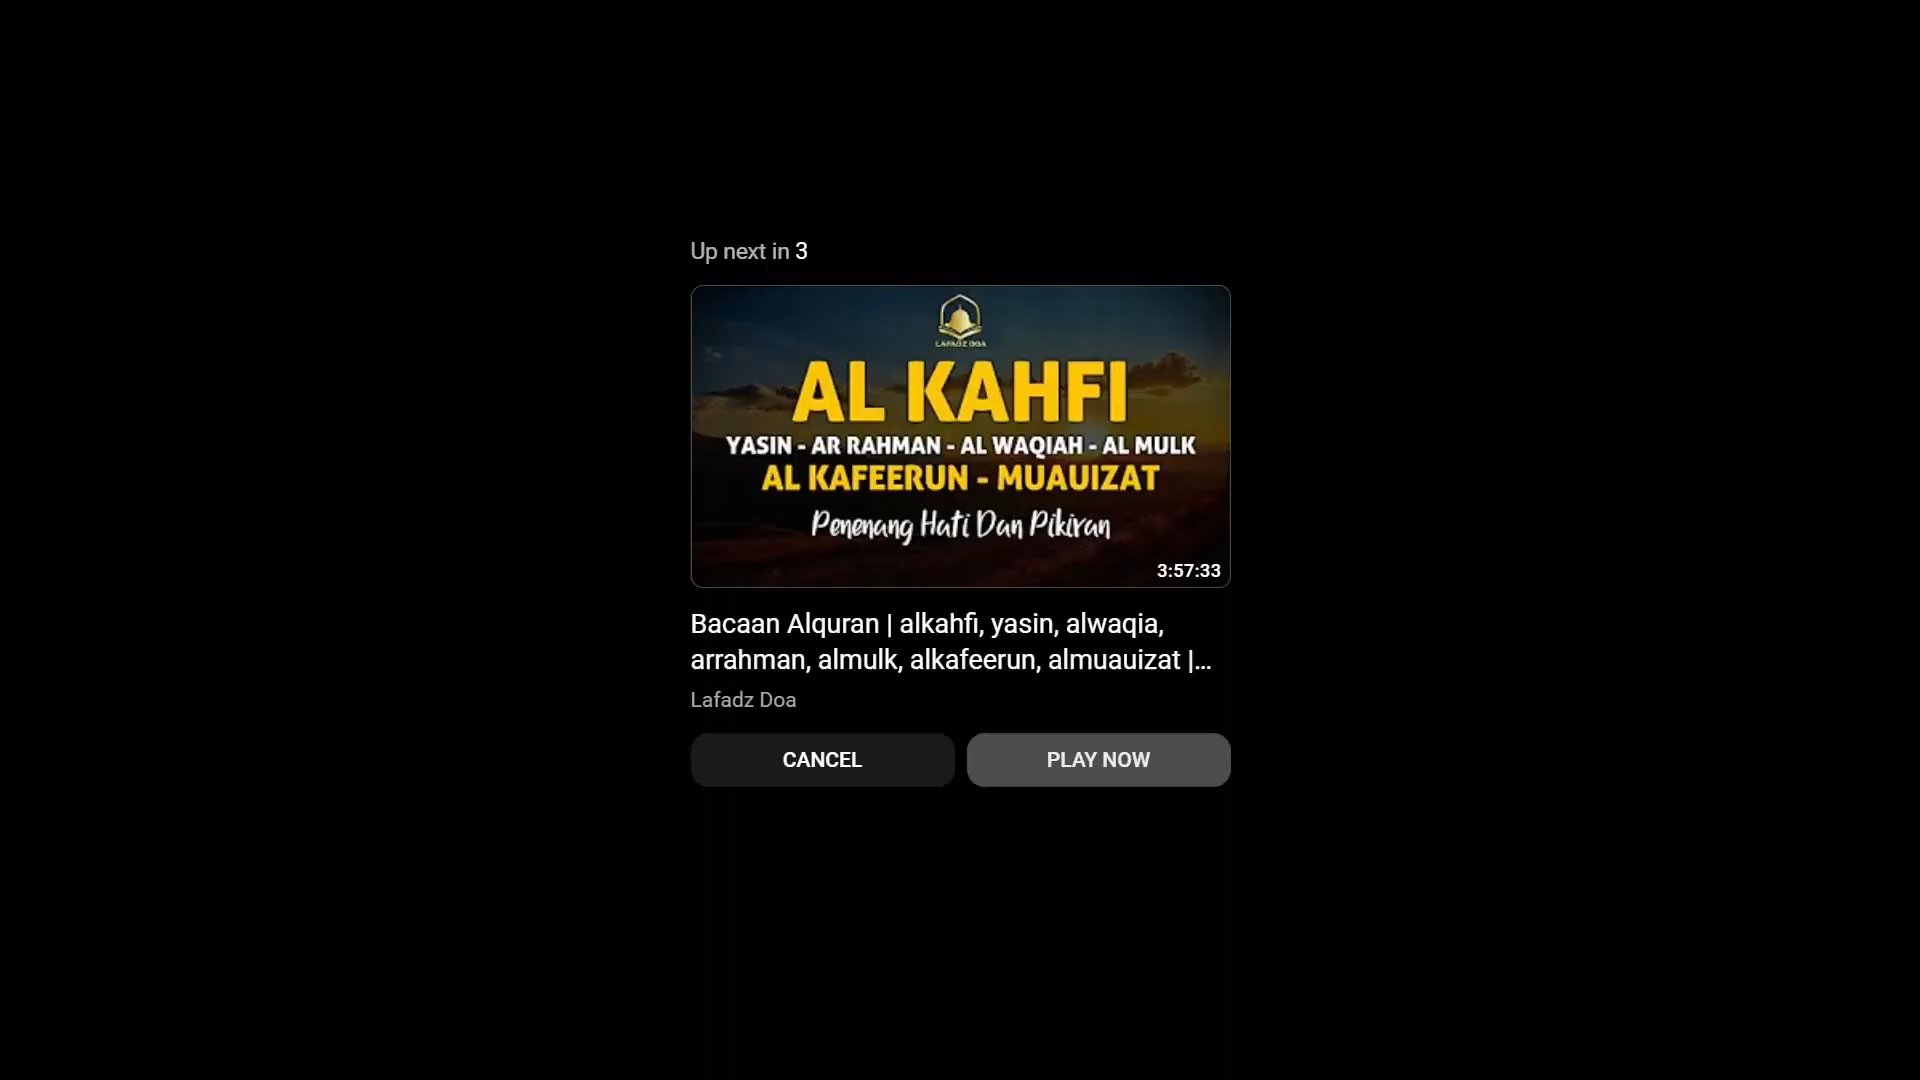 Up next in 3
LAFADZ DOA
AL KAHFI
YASIN - AR RAHMAN - AL WAQIAH - AL MULK
AL KAFEERUN - MUAUIZAT
Penenang Hati Dan Pikiran
3:57:33
Bacaan Alquran | alkahfi, yasin, alwaqia,
arrahman, almulk, alkafeerun, almuauizat |...
Lafadz Doa
CANCEL
PLAY NOW